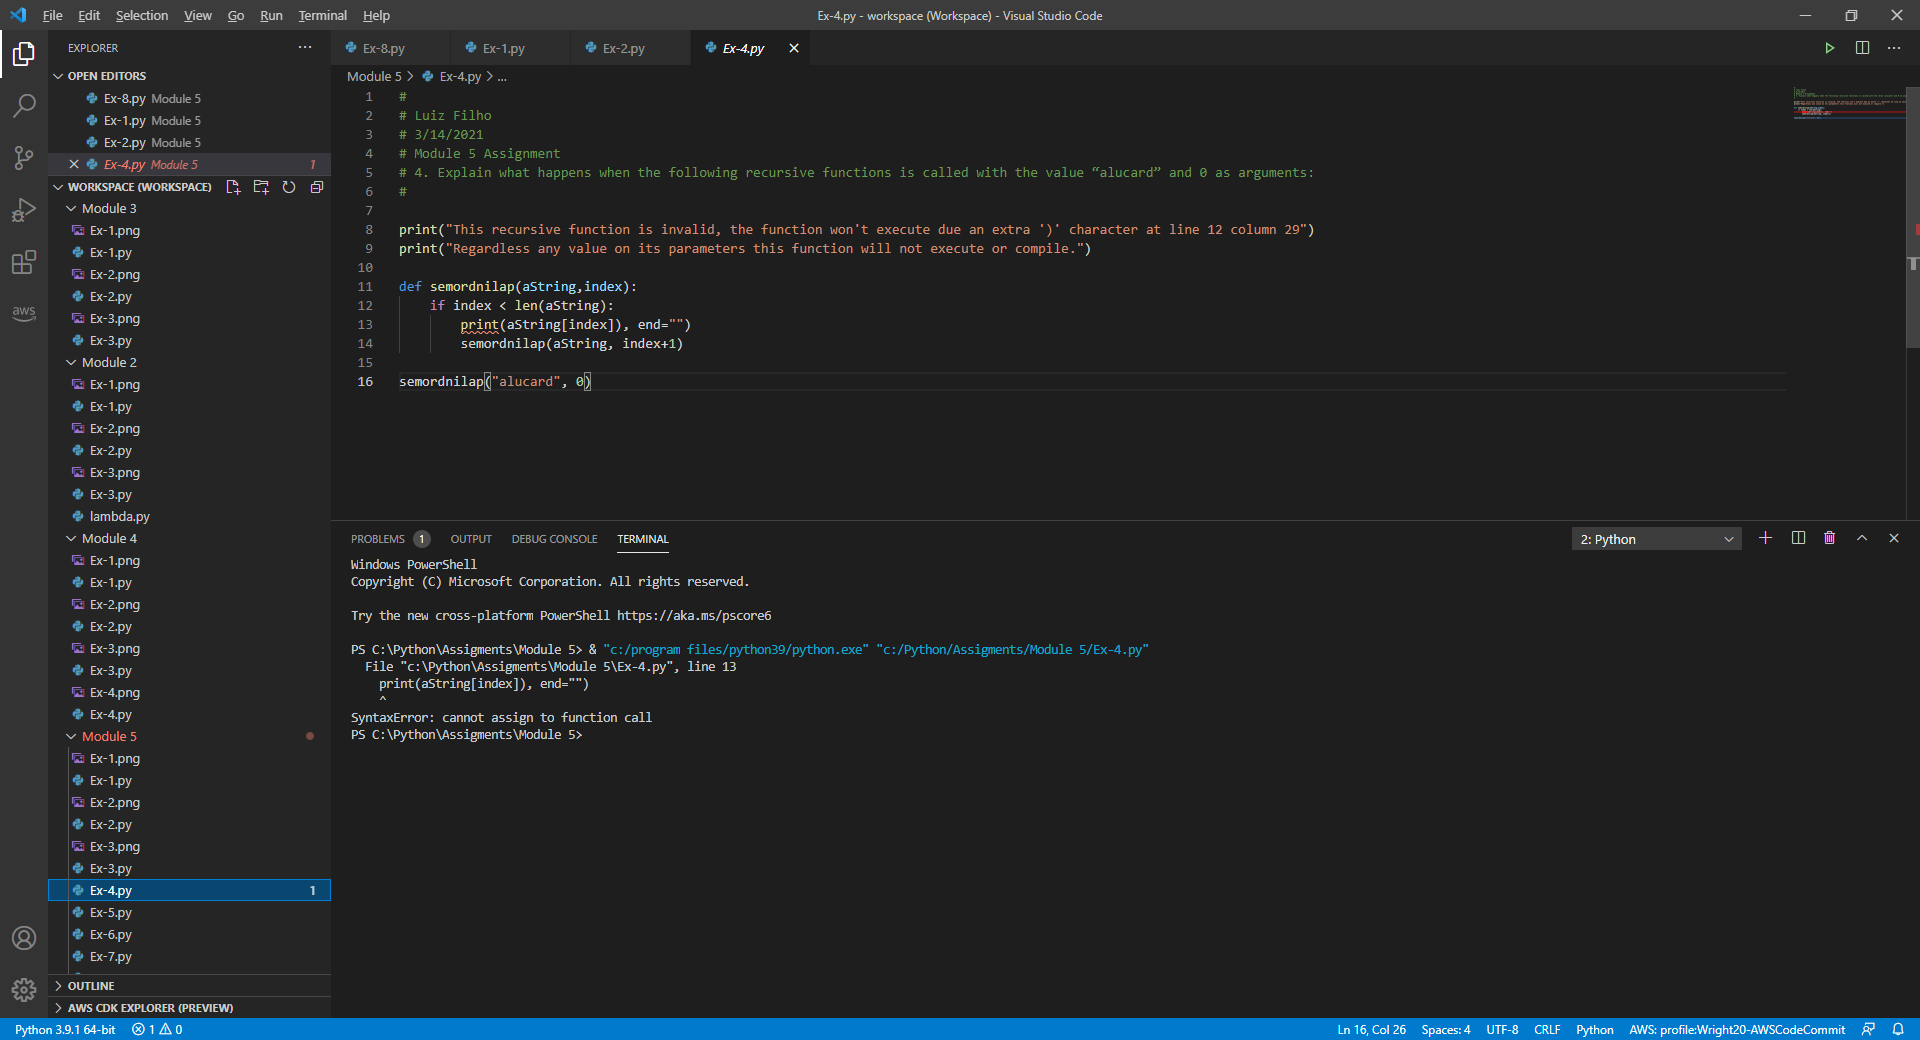 File Edit Selection View Go Run Terminal Help
Ex-4.py - workspace (Workspace) - Visual Studio Code
EXPLORER
OPEN EDITORS
Ex-8.py Module 5
Ex-1.py Module 5
Ex-2.py Module 5
Ex-4.py Module 5 1
WORKSPACE (WORKSPACE)
Module 3
Ex-1.png
Ex-1.py
Ex-2.png
Ex-2.py
Ex-3.png
Ex-3.py
Module 2
Ex-1.png
Ex-1.py
Ex-2.png
Ex-2.py
Ex-3.png
Ex-3.py
lambda.py
Module 4
Ex-1.png
Ex-1.py
Ex-2.png
Ex-2.py
Ex-3.png
Ex-3.py
Ex-4.png
Ex-4.py
Module 5
Ex-1.png
Ex-1.py
Ex-2.png
Ex-2.py
Ex-3.png
Ex-3.py
Ex-4.py 1
Ex-5.py
Ex-6.py
Ex-7.py
OUTLINE
AWS CDK EXPLORER (PREVIEW)
aws
Ex-8.py Ex-1.py Ex-2.py Ex-4.py
Module 5 > Ex-4.py > ...
1 #
2 # Luiz Filho
3 # 3/14/2021
4 # Module 5 Assignment
5 # 4. Explain what happens when the following recursive functions is called with the value “alucard” and 0 as arguments:
6 #
7
8 print("This recursive function is invalid, the function won't execute due an extra ')' character at line 12 column 29")
9 print("Regardless any value on its parameters this function will not execute or compile.")
10
11 def semordnilap(aString,index):
12 if index < len(aString):
13 print(aString[index]), end="")
14 semordnilap(aString, index+1)
15
16 semordnilap("alucard", 0)
PROBLEMS 1 OUTPUT DEBUG CONSOLE TERMINAL
2: Python
Windows PowerShell
Copyright (C) Microsoft Corporation. All rights reserved.
Try the new cross-platform PowerShell https://aka.ms/pscore6
PS C:\Python\Assigments\Module 5> & "c:/program files/python39/python.exe" "c:/Python/Assigments/Module 5/Ex-4.py"
File "c:\Python\Assigments\Module 5\Ex-4.py", line 13
print(aString[index]), end="")
^
SyntaxError: cannot assign to function call
PS C:\Python\Assigments\Module 5>
Python 3.9.1 64-bit 1 0
Ln 16, Col 26 Spaces: 4 UTF-8 CRLF Python AWS: profile:Wright20-AWSCodeCommit